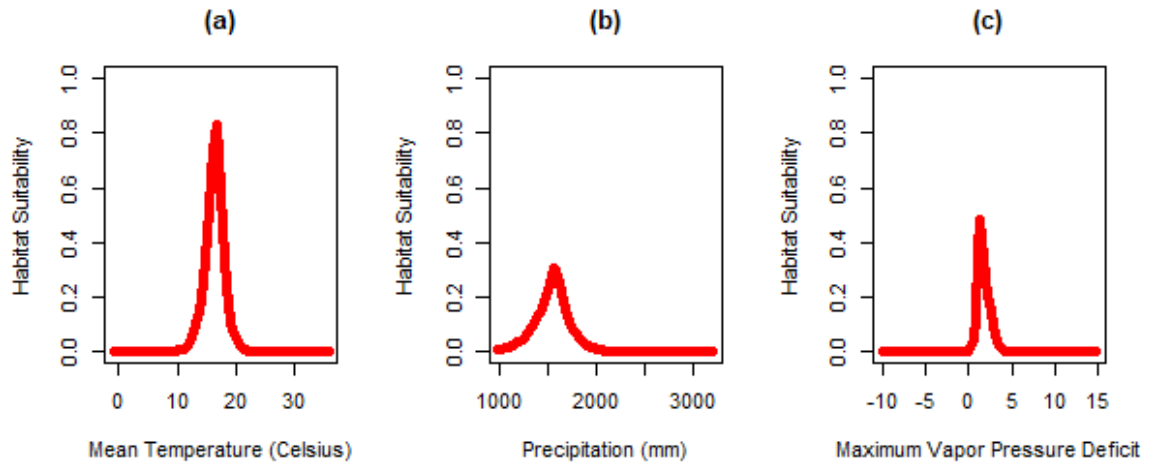 (a)
Habitat Suitability
0.0 0.2 0.4 0.6 0.8 1.0
0 10 20 30
Mean Temperature (Celsius)
(b)
Habitat Suitability
0.0 0.2 0.4 0.6 0.8 1.0
1000 2000 3000
Precipitation (mm)
(c)
Habitat Suitability
0.0 0.2 0.4 0.6 0.8 1.0
-10 -5 0 5 10 15
Maximum Vapor Pressure Deficit